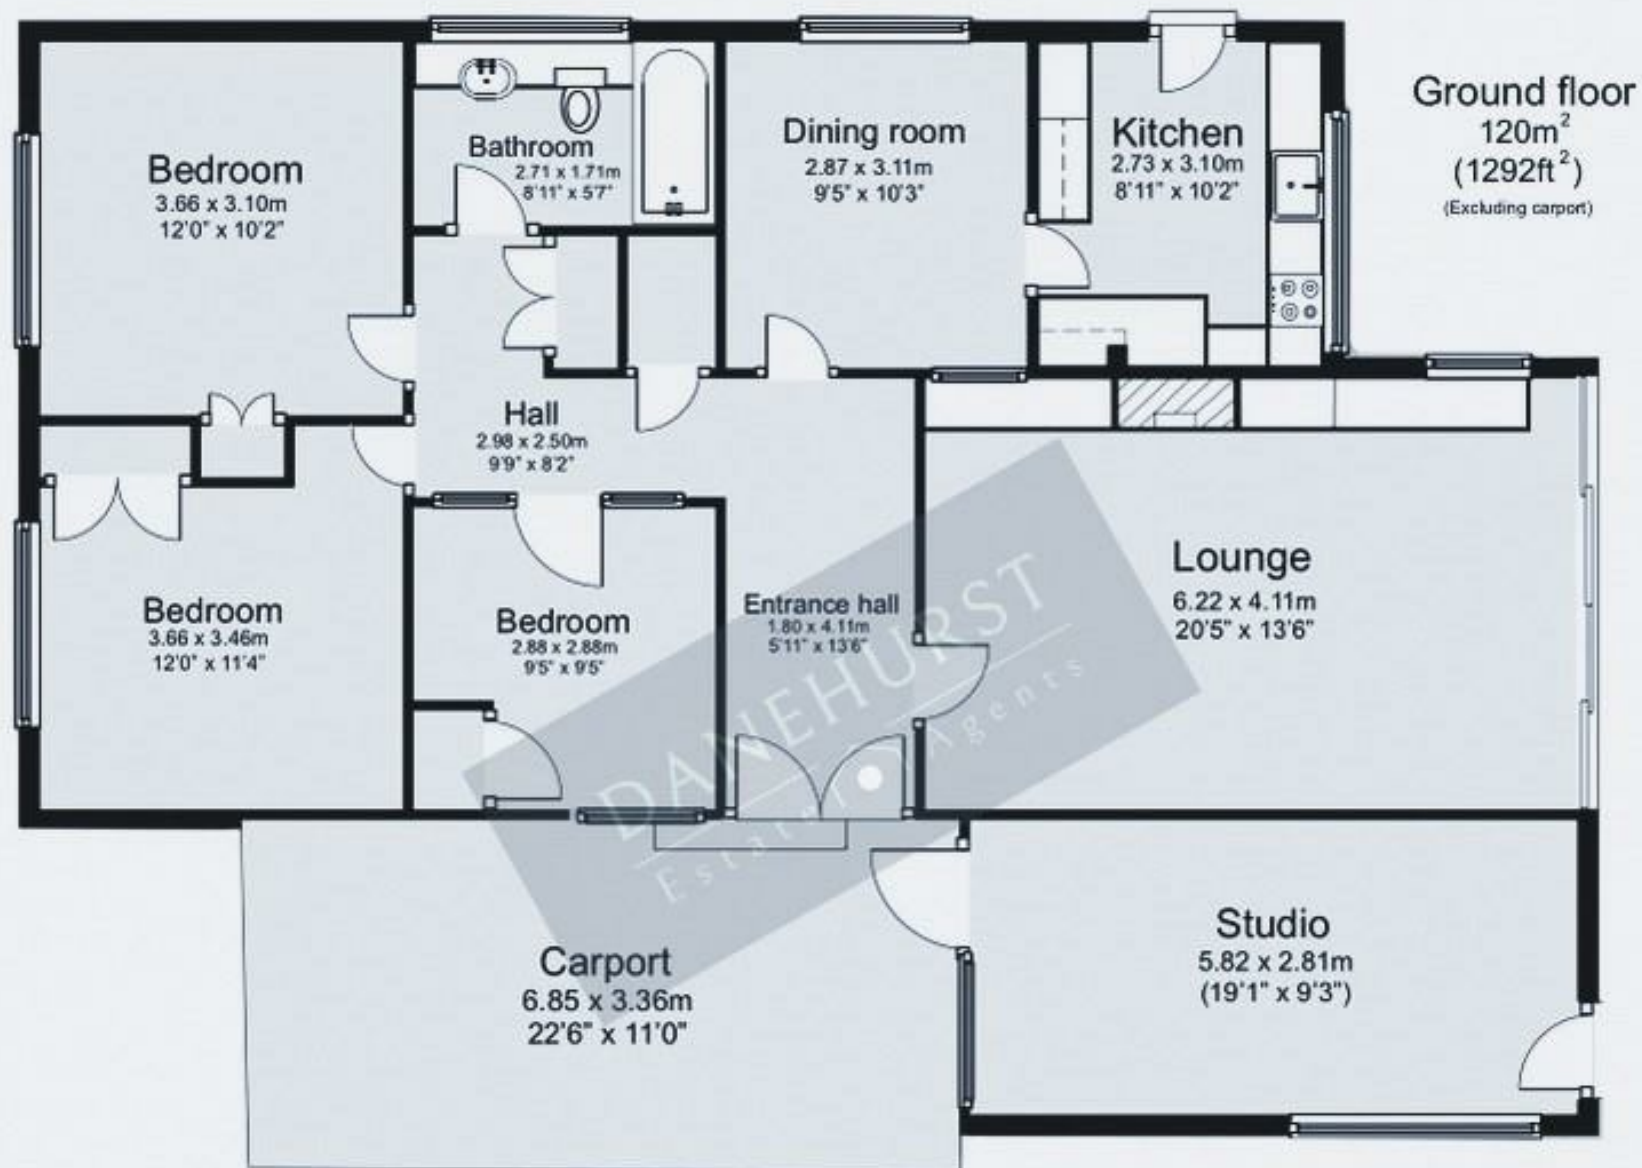 Ground floor
120m²
(1292ft²)
(Excluding carport)
Bedroom
3.66 x 3.10m
12'0" x 10'2"
Bathroom
2.71 x 1.71m
8'11" x 5'7"
Dining room
2.87 x 3.11m
9'5" x 10'3"
Kitchen
2.73 x 3.10m
8'11" x 10'2"
Hall
2.98 x 2.50m
9'9" x 8'2"
Bedroom
3.66 x 3.46m
12'0" x 11'4"
Bedroom
2.88 x 2.88m
9'5" x 9'5"
Entrance hall
1.80 x 4.11m
5'11" x 13'6"
Lounge
6.22 x 4.11m
20'5" x 13'6"
DANEHURST
Estate Agents
Carport
6.85 x 3.36m
22'6" x 11'0"
Studio
5.82 x 2.81m
(19'1" x 9'3")